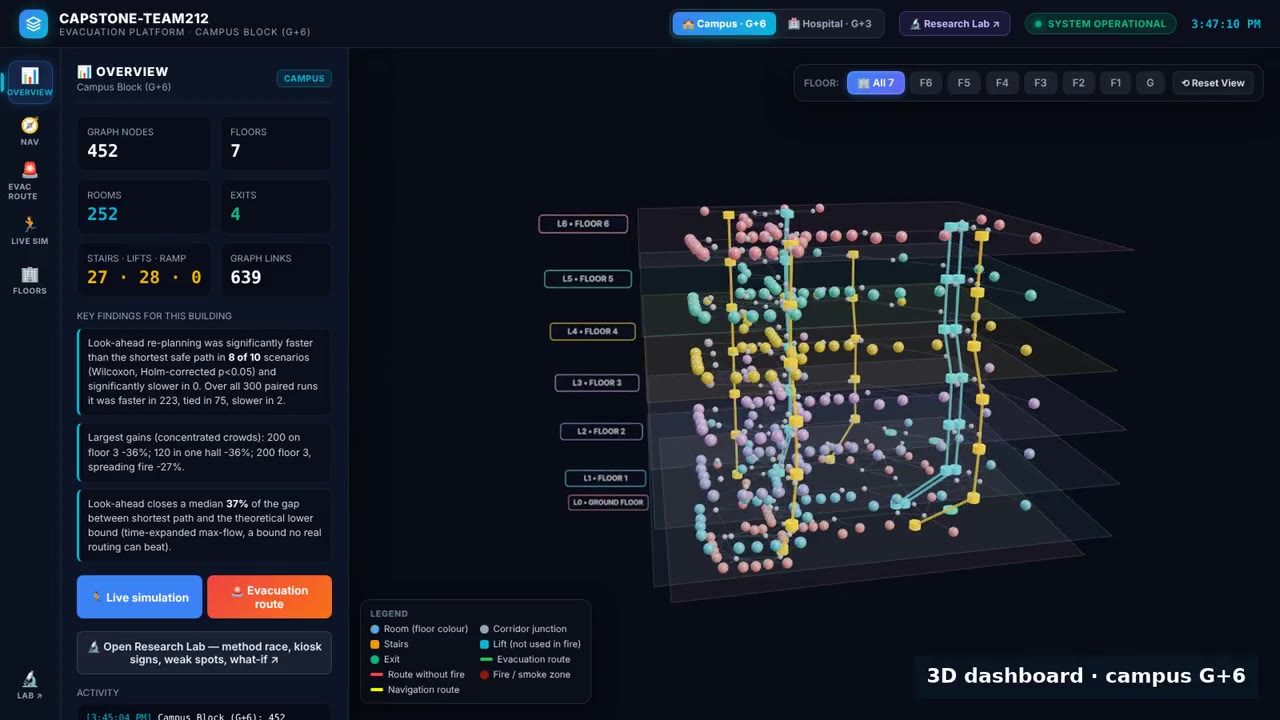 CAPSTONE-TEAM212
EVACUATION PLATFORM · CAMPUS BLOCK (G+6)
Campus · G+6
Hospital · G+3
Research Lab ↗
SYSTEM OPERATIONAL
3:47:10 PM
OVERVIEW
NAV
EVAC
ROUTE
LIVE SIM
FLOORS
LAB ↗
OVERVIEW
Campus Block (G+6)
CAMPUS
GRAPH NODES
452
FLOORS
7
ROOMS
252
EXITS
4
STAIRS · LIFTS · RAMP
27 · 28 · 0
GRAPH LINKS
639
KEY FINDINGS FOR THIS BUILDING
Look-ahead re-planning was significantly faster
than the shortest safe path in 8 of 10 scenarios
(Wilcoxon, Holm-corrected p<0.05) and
significantly slower in 0. Over all 300 paired runs
it was faster in 223, tied in 75, slower in 2.
Largest gains (concentrated crowds): 200 on
floor 3 -36%; 120 in one hall -36%; 200 floor 3,
spreading fire -27%.
Look-ahead closes a median 37% of the gap
between shortest path and the theoretical lower
bound (time-expanded max-flow, a bound no real
routing can beat).
Live simulation
Evacuation
route
Open Research Lab — method race, kiosk
signs, weak spots, what-if ↗
ACTIVITY
[3:45:04 PM] Campus Block (G+6): 452
FLOOR:
All 7
F6
F5
F4
F3
F2
F1
G
⟲ Reset View
L6 • FLOOR 6
L5 • FLOOR 5
L4 • FLOOR 4
L3 • FLOOR 3
L2 • FLOOR 2
L1 • FLOOR 1
L0 • GROUND FLOOR
LEGEND
Room (floor colour)
Corridor junction
Stairs
Lift (not used in fire)
Exit
Evacuation route
Route without fire
Fire / smoke zone
Navigation route
3D dashboard · campus G+6